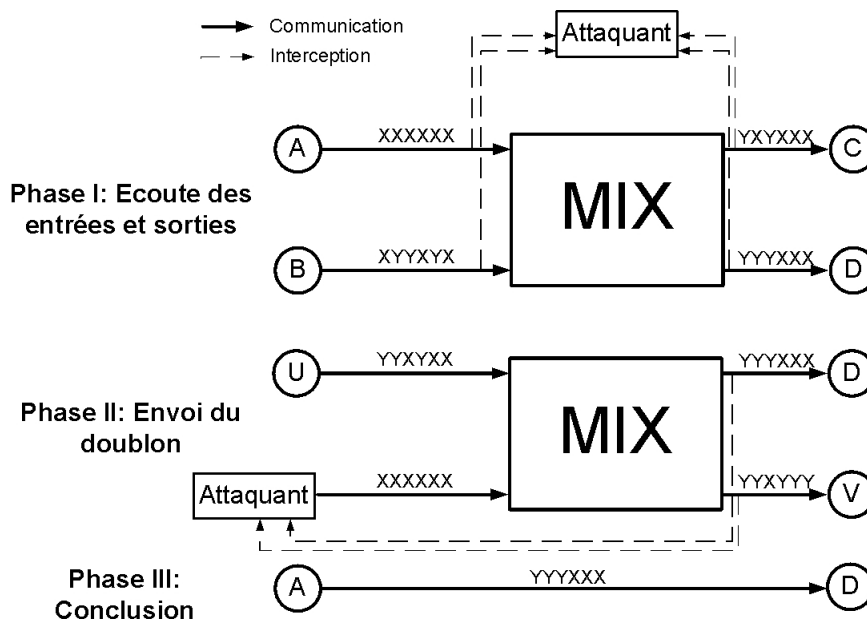 Communication
Interception
Attaquant
Phase I: Ecoute des
entrées et sorties
A
XXXXXX
MIX
YXYXXX
C
B
XYYXYX
YYYXXX
D
Phase II: Envoi du
doublon
U
YYXYXX
MIX
YYYXXX
D
Attaquant
XXXXXX
YYXYYY
V
Phase III:
Conclusion
A
YYYXXX
D